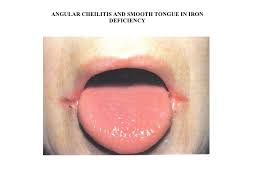 ANGULAR CHEILITIS AND SMOOTH TONGUE IN IRON
DEFICIENCY